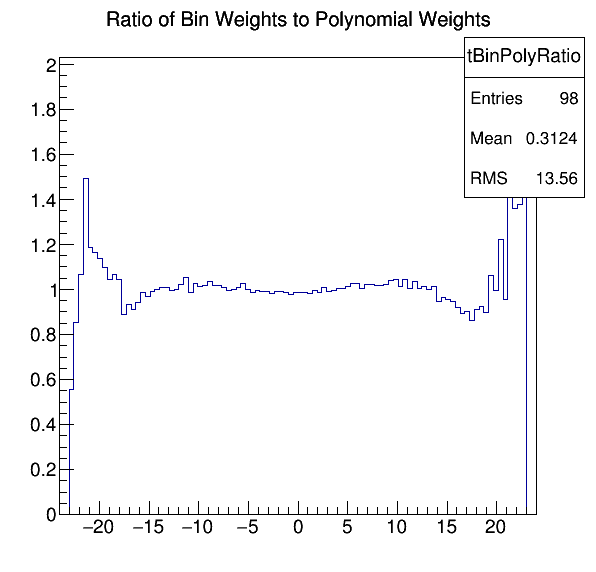 Ratio of Bin Weights to Polynomial Weights
tBinPolyRatio
Entries 98
Mean 0.3124
RMS 13.56
2
1.8
1.6
1.4
1.2
1
0.8
0.6
0.4
0.2
0
−20 −15 −10 −5 0 5 10 15 20